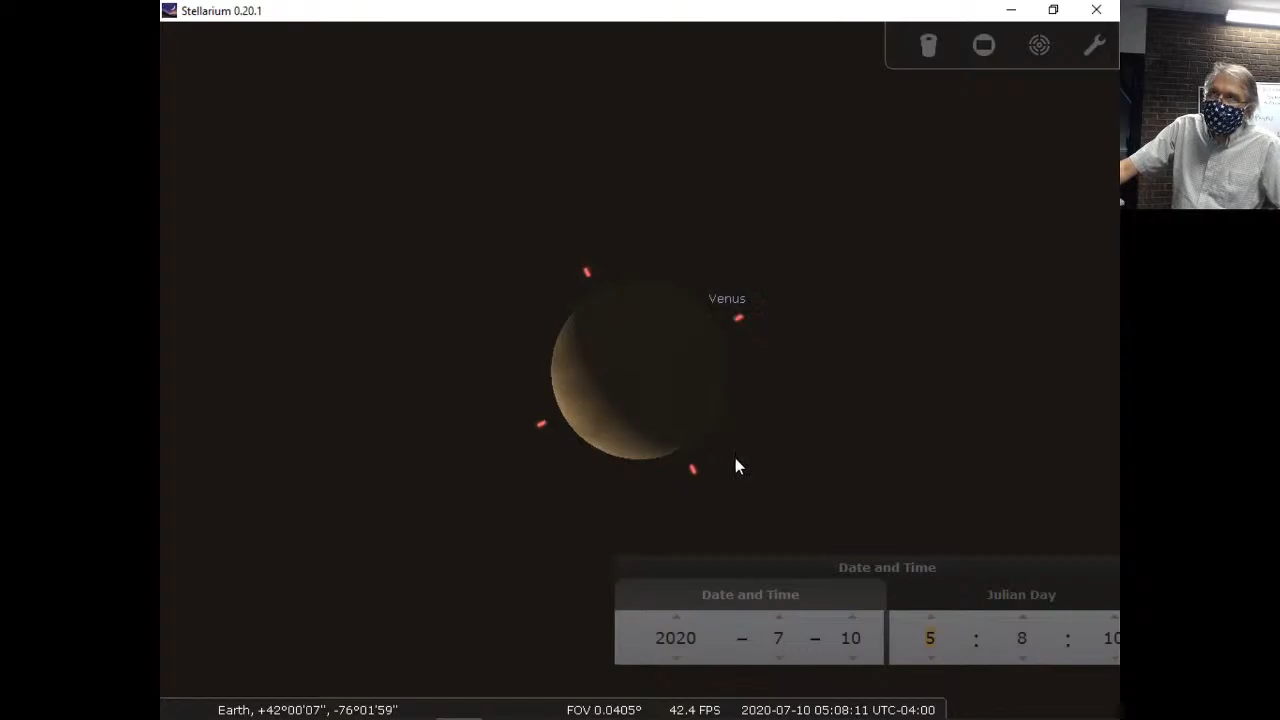 Stellarium 0.20.1
Venus
Date and Time
Date and Time
Julian Day
2020 – 7 – 10
5 : 8 : 10
Earth, +42°00'07", -76°01'59"
FOV 0.0405°
42.4 FPS
2020-07-10 05:08:11 UTC-04:00